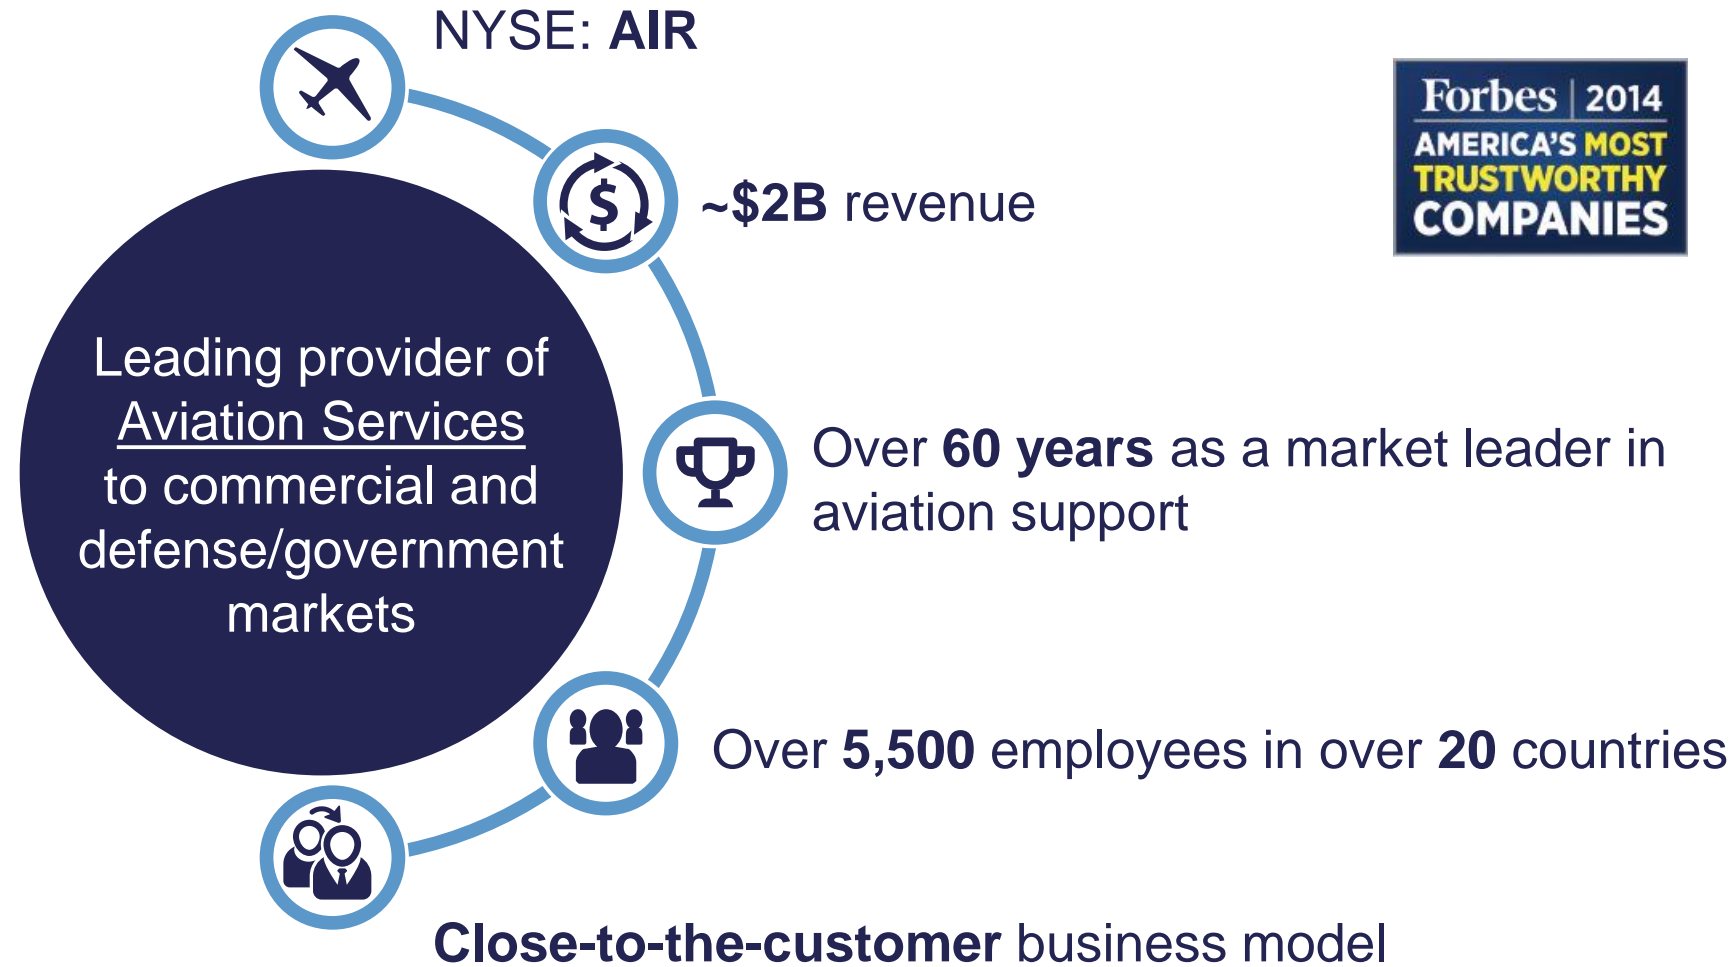 NYSE: AIR
Forbes | 2014
AMERICA'S MOST
TRUSTWORTHY
COMPANIES
~$2B revenue
Leading provider of
Aviation Services
to commercial and
defense/government
markets
Over 60 years as a market leader in
aviation support
Over 5,500 employees in over 20 countries
Close-to-the-customer business model